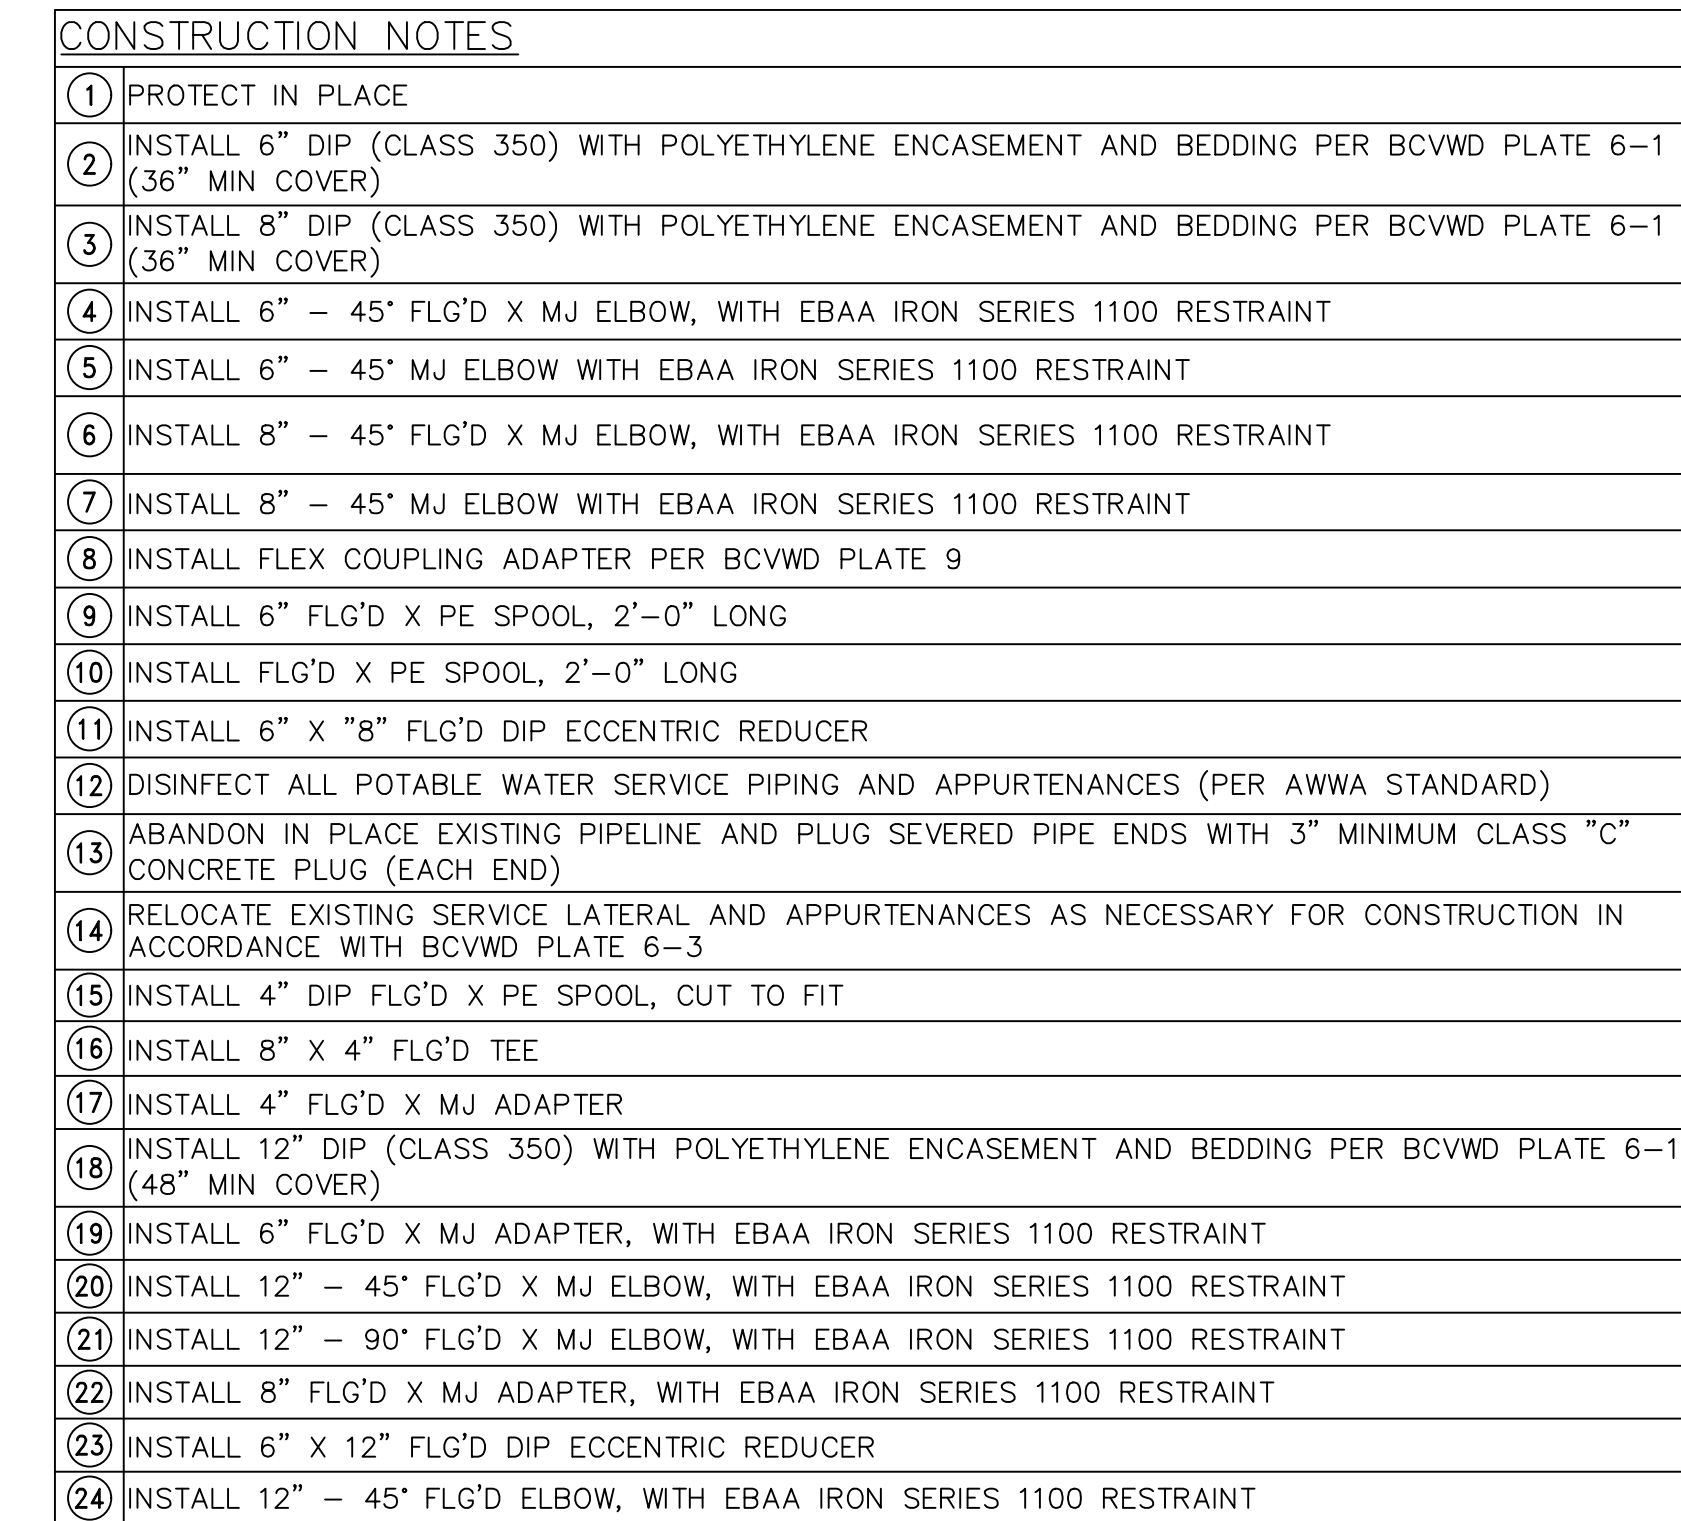 CONSTRUCTION NOTES
1 PROTECT IN PLACE
2 INSTALL 6" DIP (CLASS 350) WITH POLYETHYLENE ENCASEMENT AND BEDDING PER BCVWD PLATE 6-1
(36" MIN COVER)
3 INSTALL 8" DIP (CLASS 350) WITH POLYETHYLENE ENCASEMENT AND BEDDING PER BCVWD PLATE 6-1
(36" MIN COVER)
4 INSTALL 6" - 45° FLG'D X MJ ELBOW, WITH EBAA IRON SERIES 1100 RESTRAINT
5 INSTALL 6" - 45° MJ ELBOW WITH EBAA IRON SERIES 1100 RESTRAINT
6 INSTALL 8" - 45° FLG'D X MJ ELBOW, WITH EBAA IRON SERIES 1100 RESTRAINT
7 INSTALL 8" - 45° MJ ELBOW WITH EBAA IRON SERIES 1100 RESTRAINT
8 INSTALL FLEX COUPLING ADAPTER PER BCVWD PLATE 9
9 INSTALL 6" FLG'D X PE SPOOL, 2'-0" LONG
10 INSTALL FLG'D X PE SPOOL, 2'-0" LONG
11 INSTALL 6" X "8" FLG'D DIP ECCENTRIC REDUCER
12 DISINFECT ALL POTABLE WATER SERVICE PIPING AND APPURTENANCES (PER AWWA STANDARD)
13 ABANDON IN PLACE EXISTING PIPELINE AND PLUG SEVERED PIPE ENDS WITH 3" MINIMUM CLASS "C"
CONCRETE PLUG (EACH END)
14 RELOCATE EXISTING SERVICE LATERAL AND APPURTENANCES AS NECESSARY FOR CONSTRUCTION IN
ACCORDANCE WITH BCVWD PLATE 6-3
15 INSTALL 4" DIP FLG'D X PE SPOOL, CUT TO FIT
16 INSTALL 8" X 4" FLG'D TEE
17 INSTALL 4" FLG'D X MJ ADAPTER
18 INSTALL 12" DIP (CLASS 350) WITH POLYETHYLENE ENCASEMENT AND BEDDING PER BCVWD PLATE 6-1
(48" MIN COVER)
19 INSTALL 6" FLG'D X MJ ADAPTER, WITH EBAA IRON SERIES 1100 RESTRAINT
20 INSTALL 12" - 45° FLG'D X MJ ELBOW, WITH EBAA IRON SERIES 1100 RESTRAINT
21 INSTALL 12" - 90° FLG'D X MJ ELBOW, WITH EBAA IRON SERIES 1100 RESTRAINT
22 INSTALL 8" FLG'D X MJ ADAPTER, WITH EBAA IRON SERIES 1100 RESTRAINT
23 INSTALL 6" X 12" FLG'D DIP ECCENTRIC REDUCER
24 INSTALL 12" - 45° FLG'D ELBOW, WITH EBAA IRON SERIES 1100 RESTRAINT